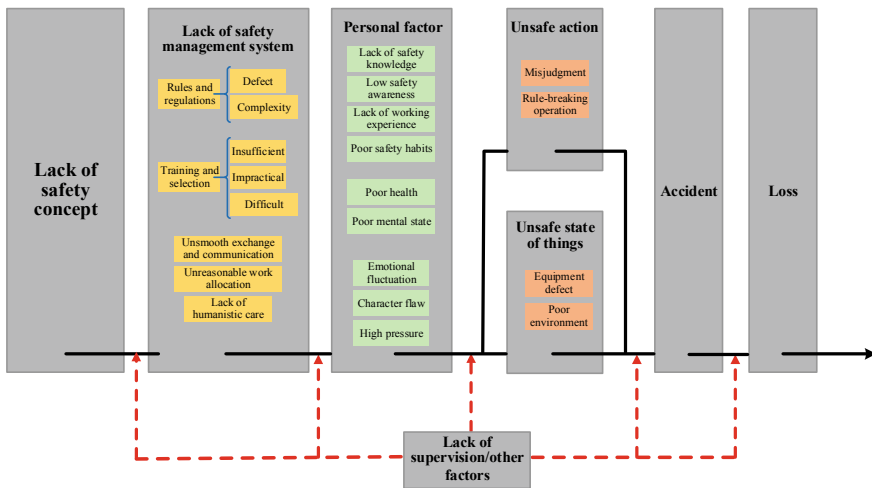 Lack of
safety
concept
Lack of safety
management system
Rules and
regulations
Defect
Complexity
Training and
selection
Insufficient
Impractical
Difficult
Unsmooth exchange
and communication
Unreasonable work
allocation
Lack of
humanistic care
Personal factor
Lack of safety
knowledge
Low safety
awareness
Lack of working
experience
Poor safety habits
Poor health
Poor mental state
Emotional
fluctuation
Character flaw
High pressure
Unsafe action
Misjudgment
Rule-breaking
operation
Unsafe state
of things
Equipment
defect
Poor
environment
Accident
Loss
Lack of
supervision/other
factors